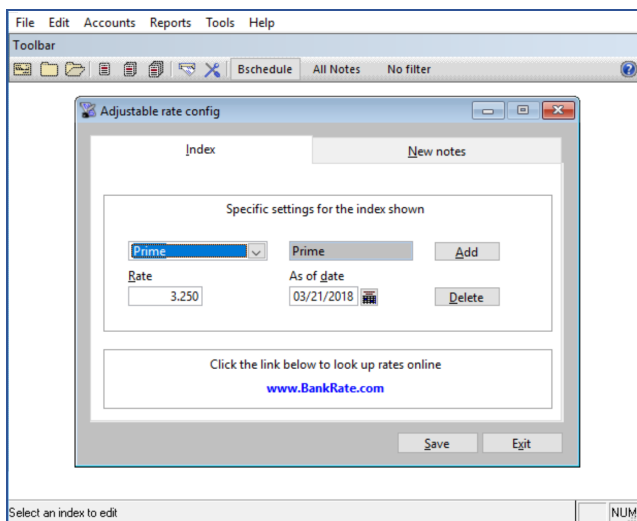 File Edit Accounts Reports Tools Help
Toolbar
Bschedule All Notes No filter
Adjustable rate config
Index New notes
Specific settings for the index shown
Prime Prime Add
Rate As of date
3.250 03/21/2018 Delete
Click the link below to look up rates online
www.BankRate.com
Save Exit
Select an index to edit NUM